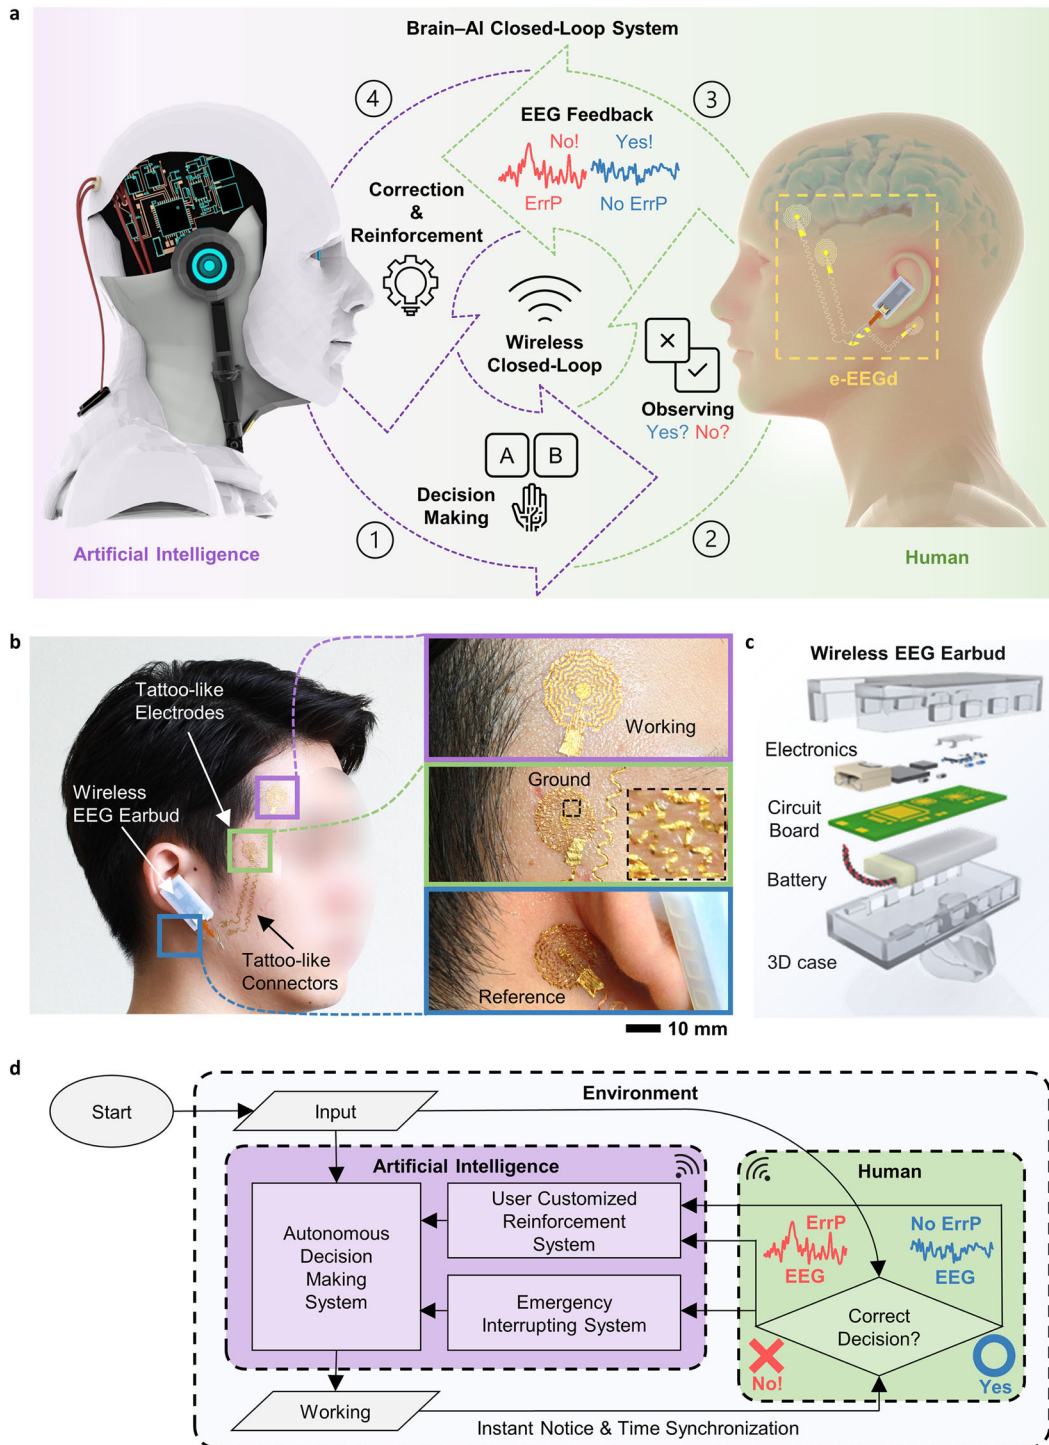 a
Brain–AI Closed-Loop System
4
3
EEG Feedback
No!
Yes!
ErrP
No ErrP
Correction
&
Reinforcement
Wireless
Closed-Loop
e-EEGd
Observing
Yes? No?
A
B
Decision
Making
1
2
Artificial Intelligence
Human
b
Tattoo-like
Electrodes
Wireless
EEG Earbud
Tattoo-like
Connectors
Working
Ground
Reference
10 mm
c
Wireless EEG Earbud
Electronics
Circuit
Board
Battery
3D case
d
Start
Input
Environment
Artificial Intelligence
Human
Autonomous
Decision
Making
System
User Customized
Reinforcement
System
Emergency
Interrupting System
ErrP
EEG
No ErrP
EEG
Correct
Decision?
No!
Yes
Working
Instant Notice & Time Synchronization